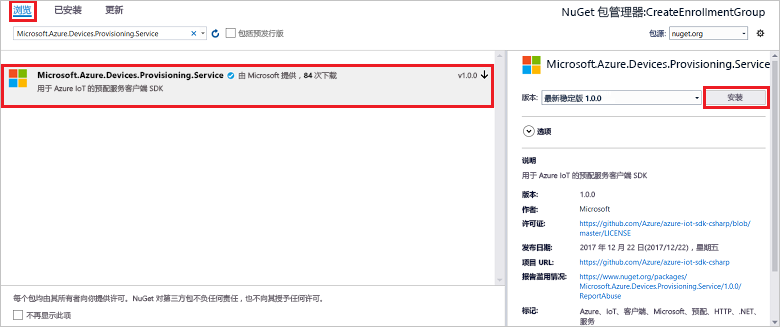 浏览 已安装 更新
NuGet 包管理器:CreateEnrollmentGroup
Microsoft.Azure.Devices.Provisioning.Service
包括预发行版
包源: nuget.org
Microsoft.Azure.Devices.Provisioning.Service 由 Microsoft 提供，84 次下载 v1.0.0
用于 Azure IoT 的预配服务客户端 SDK
每个包均由其所有者向你提供许可。NuGet 对第三方包不负任何责任，也不向其授予任何许可。
不再显示此项
Microsoft.Azure.Devices.Provisioning.Service
版本: 最新稳定版 1.0.0 安装
选项
说明
用于 Azure IoT 的预配服务客户端 SDK
版本: 1.0.0
作者: Microsoft
许可证: https://github.com/Azure/azure-iot-sdk-csharp/blob/
master/LICENSE
发布日期: 2017 年 12 月 22 日(2017/12/22)，星期五
项目 URL: https://github.com/Azure/azure-iot-sdk-csharp
报告滥用情况: https://www.nuget.org/packages/
Microsoft.Azure.Devices.Provisioning.Service/1.0.0/
ReportAbuse
标记: Azure、IoT、客户端、Microsoft、预配、HTTP、.NET、
服务